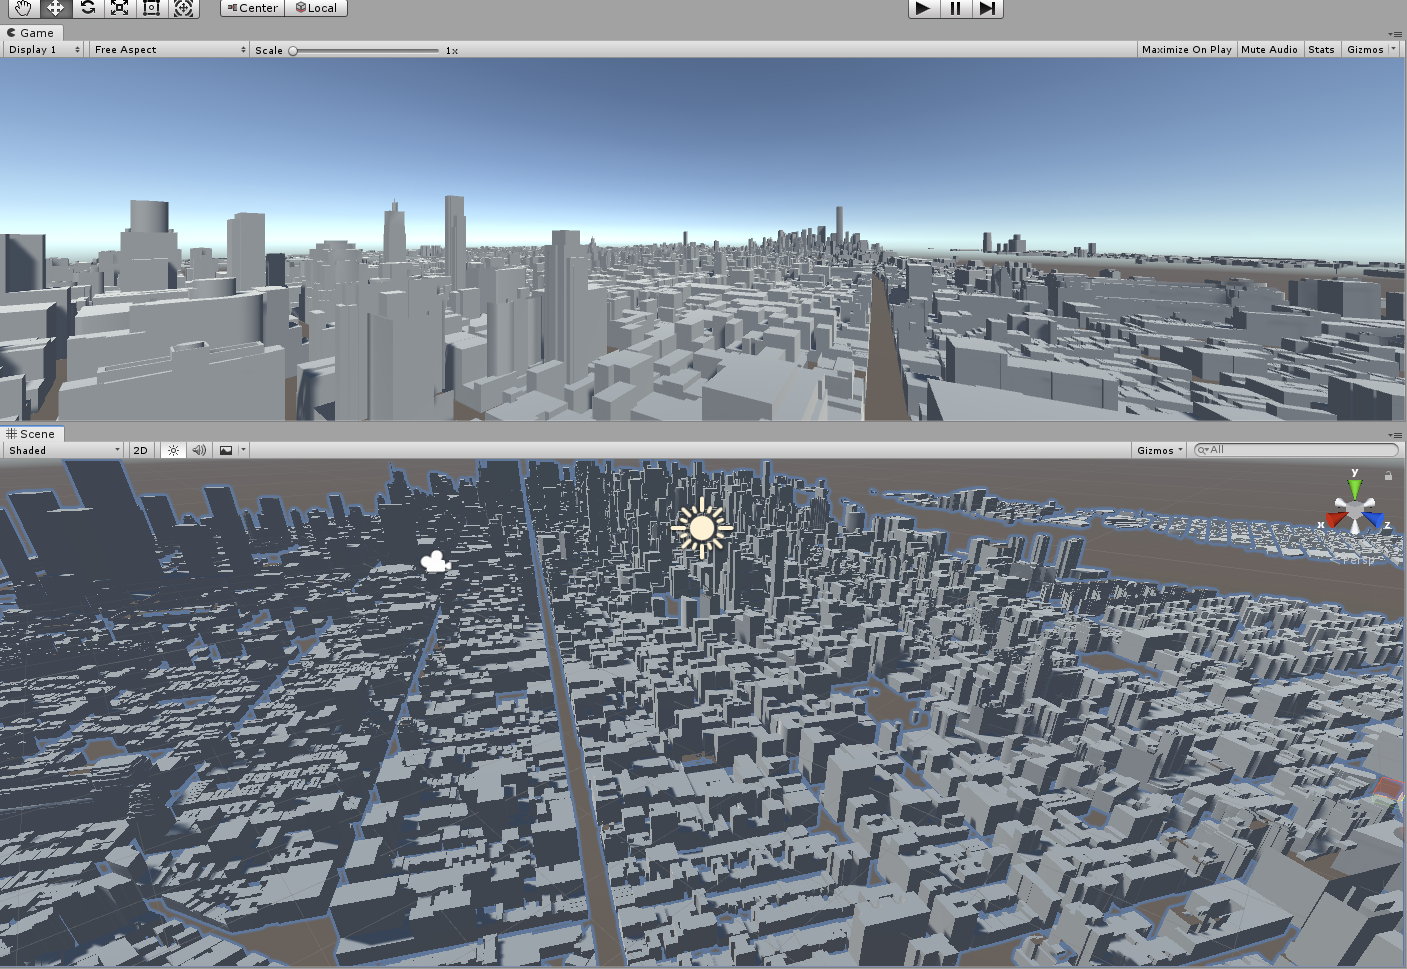 Center Local
Game
Display 1 Free Aspect Scale 1x Maximize On Play Mute Audio Stats Gizmos
Scene
Shaded 2D Gizmos All
y
x z
Persp